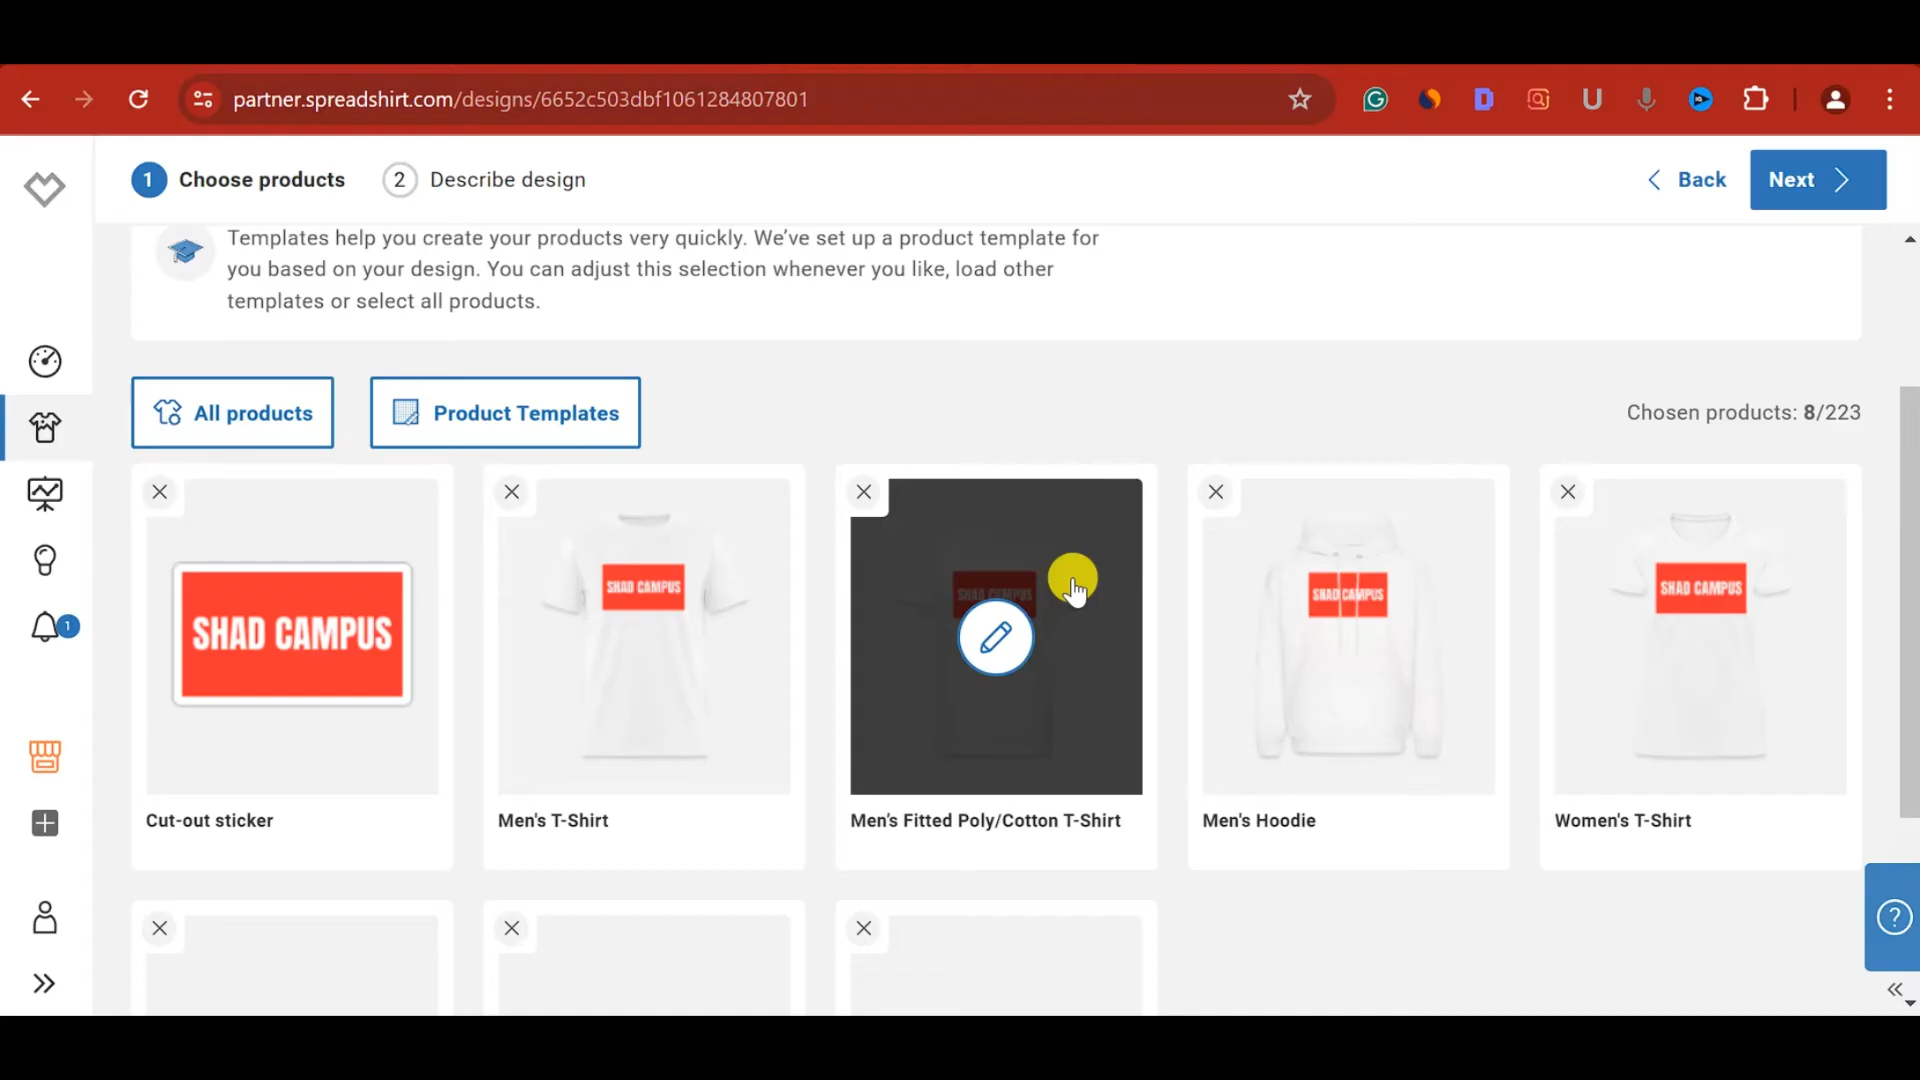 partner.spreadshirt.com/designs/6652c503dbf1061284807801
1 Choose products
2 Describe design
Back
Next
Templates help you create your products very quickly. We've set up a product template for
you based on your design. You can adjust this selection whenever you like, load other
templates or select all products.
All products
Product Templates
Chosen products: 8/223
SHAD CAMPUS
SHAD CAMPUS
SHAD CAMPUS
SHAD CAMPUS
SHAD CAMPUS
Cut-out sticker
Men's T-Shirt
Men's Fitted Poly/Cotton T-Shirt
Men's Hoodie
Women's T-Shirt
1
?